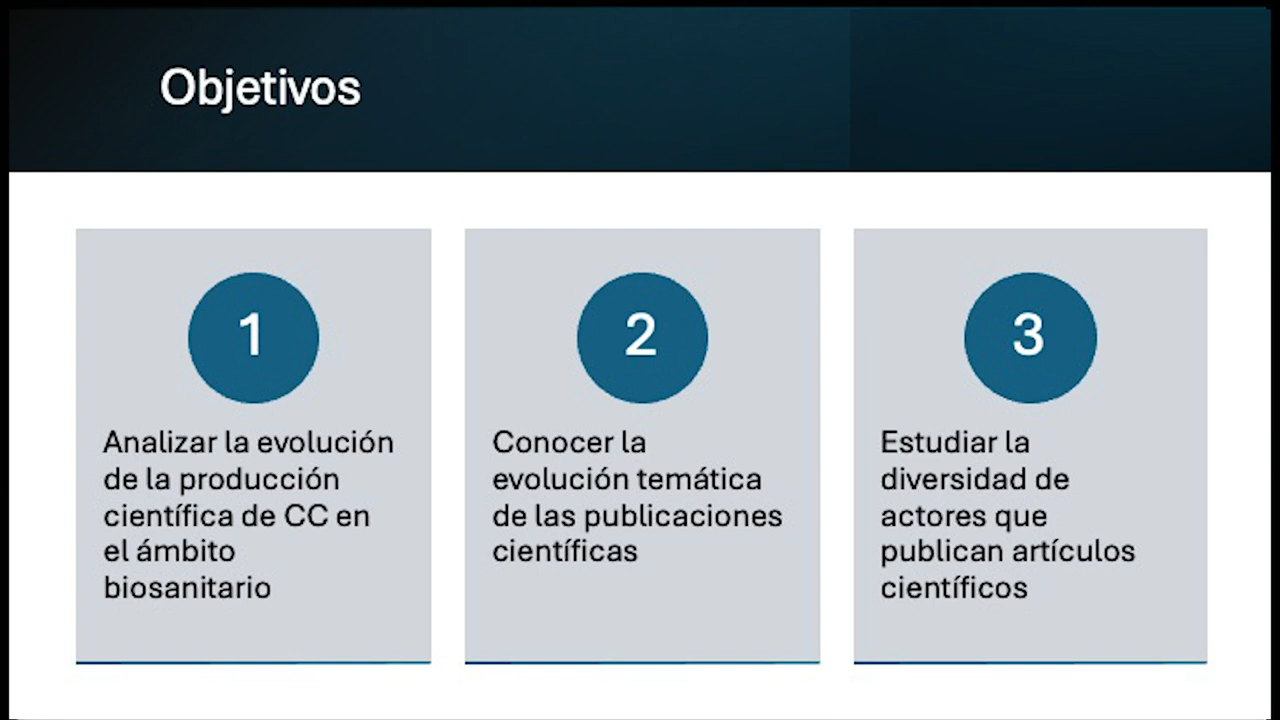 Objetivos
1
Analizar la evolución
de la producción
científica de CC en
el ámbito
biosanitario
2
Conocer la
evolución temática
de las publicaciones
científicas
3
Estudiar la
diversidad de
actores que
publican artículos
científicos